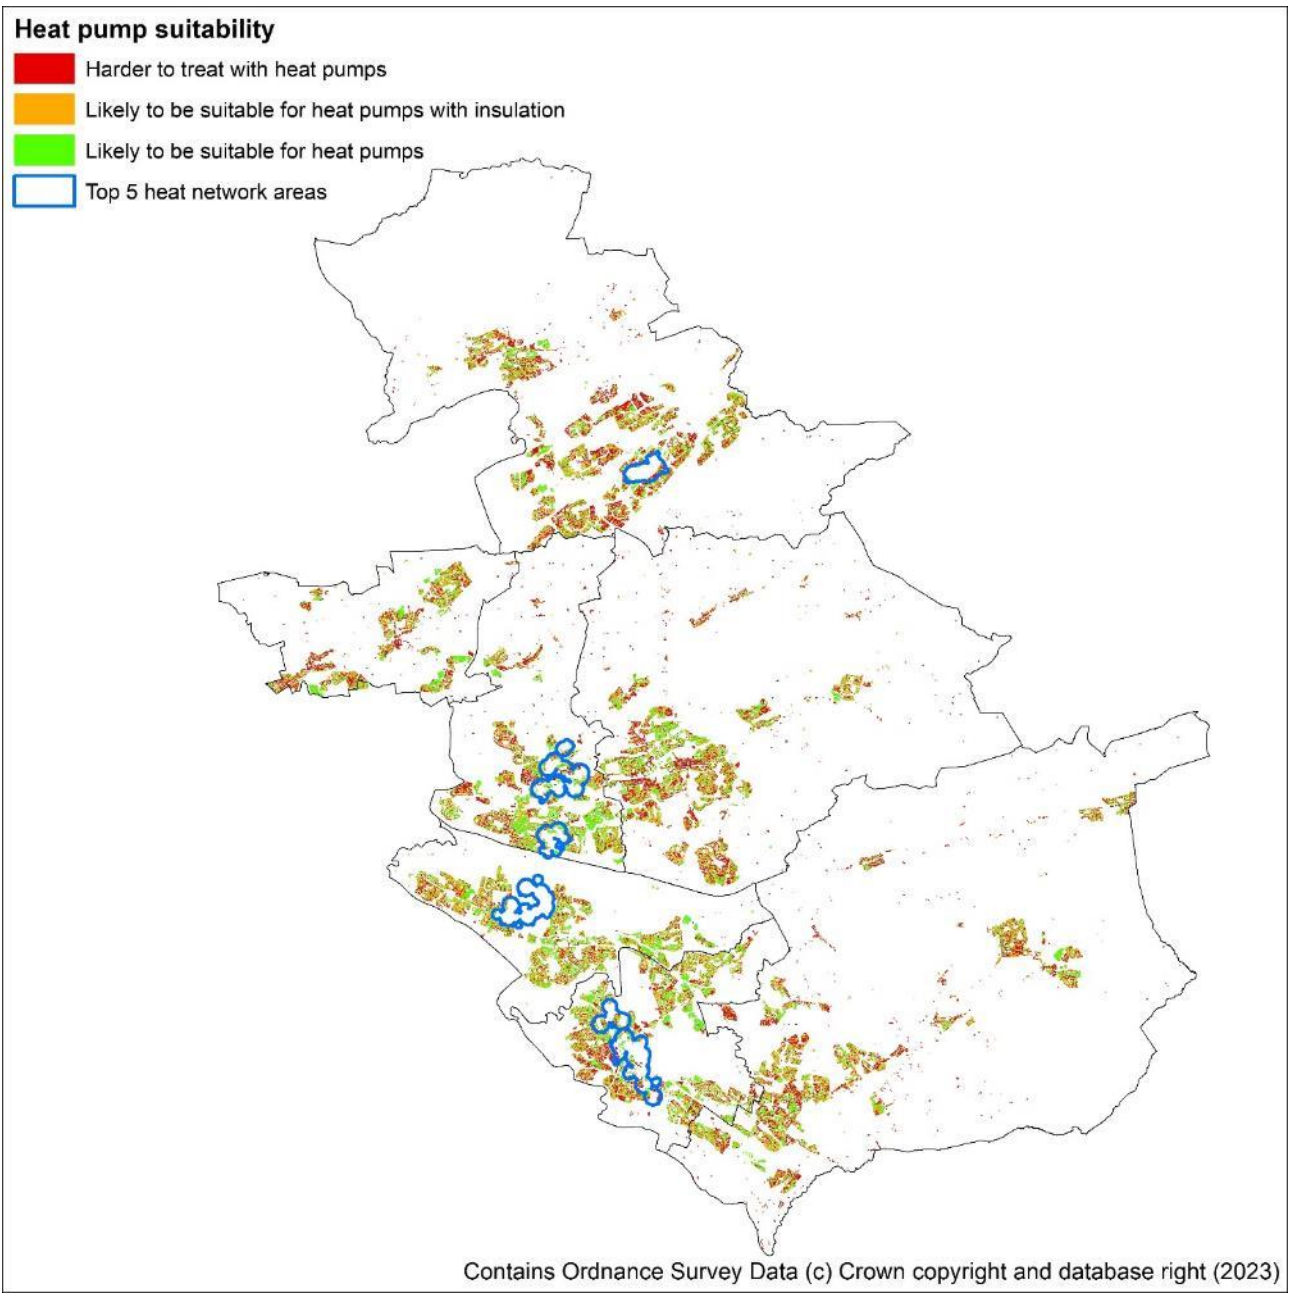 Heat pump suitability
Harder to treat with heat pumps
Likely to be suitable for heat pumps with insulation
Likely to be suitable for heat pumps
Top 5 heat network areas
Contains Ordnance Survey Data (c) Crown copyright and database right (2023)